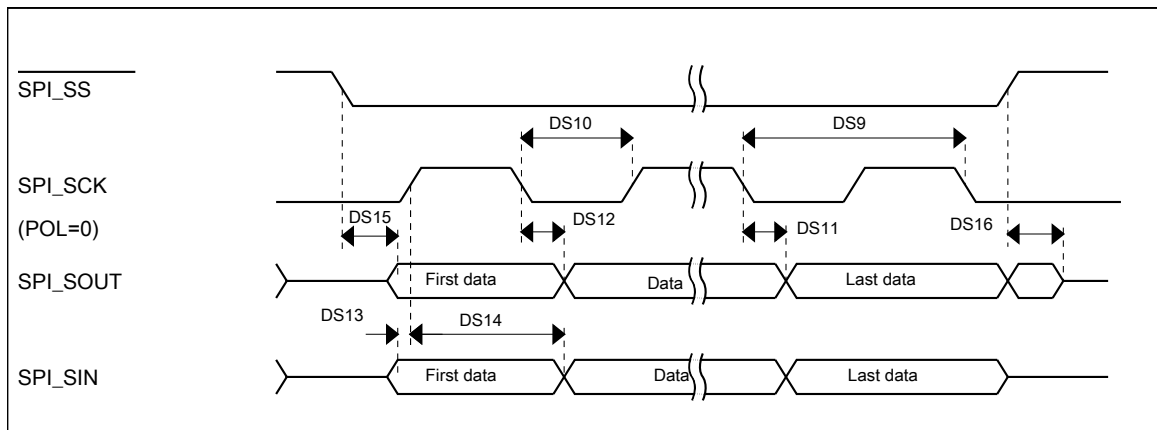 SPI_SS
DS10
DS9
SPI_SCK
(POL=0)
DS15
DS12
DS11
DS16
SPI_SOUT
First data
Data
Last data
DS13
DS14
SPI_SIN
First data
Data
Last data